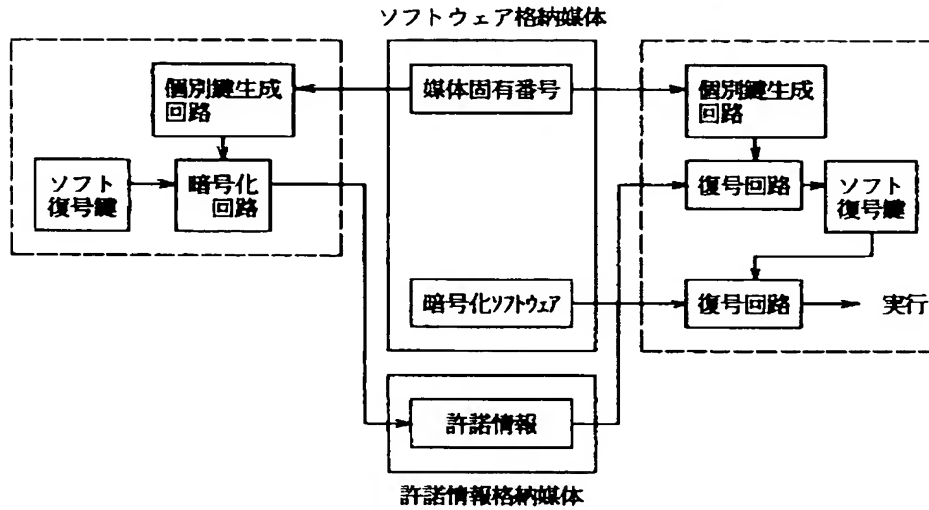 ソフトウェア格納媒体
個別鍵生成
回路
ソフト
復号鍵
暗号化
回路
媒体固有番号
暗号化ソフトウェア
許諾情報
許諾情報格納媒体
個別鍵生成
回路
復号回路
ソフト
復号鍵
復号回路
実行